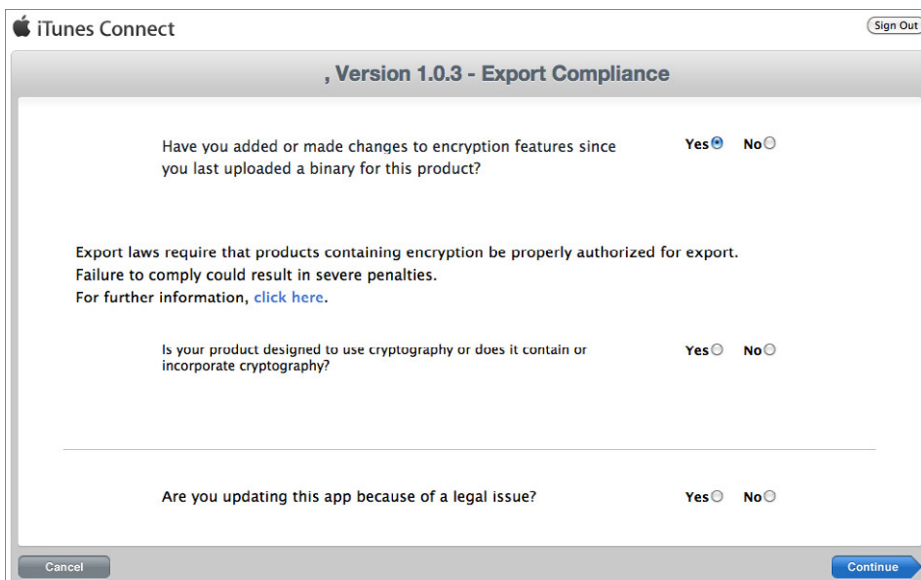 iTunes Connect
Sign Out
, Version 1.0.3 - Export Compliance
Have you added or made changes to encryption features since
you last uploaded a binary for this product?
Yes No
Export laws require that products containing encryption be properly authorized for export.
Failure to comply could result in severe penalties.
For further information, click here.
Is your product designed to use cryptography or does it contain or
incorporate cryptography?
Yes No
Are you updating this app because of a legal issue?
Yes No
Cancel
Continue